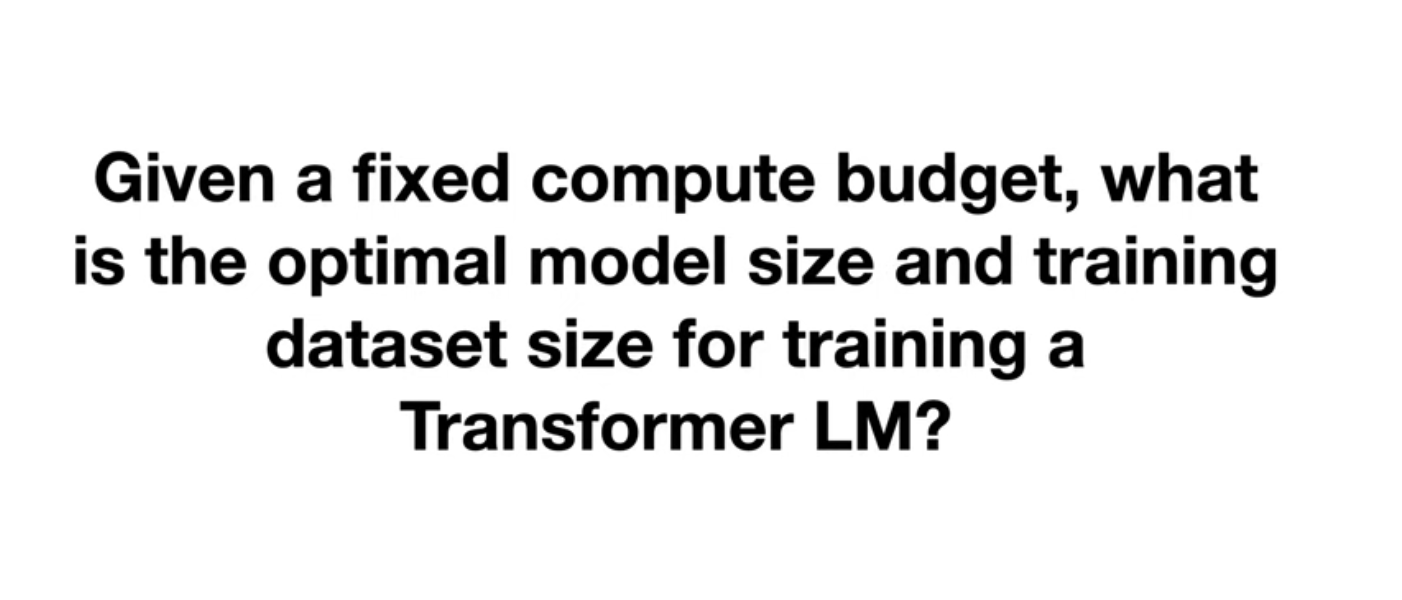 Given a fixed compute budget, what
is the optimal model size and training
dataset size for training a
Transformer LM?